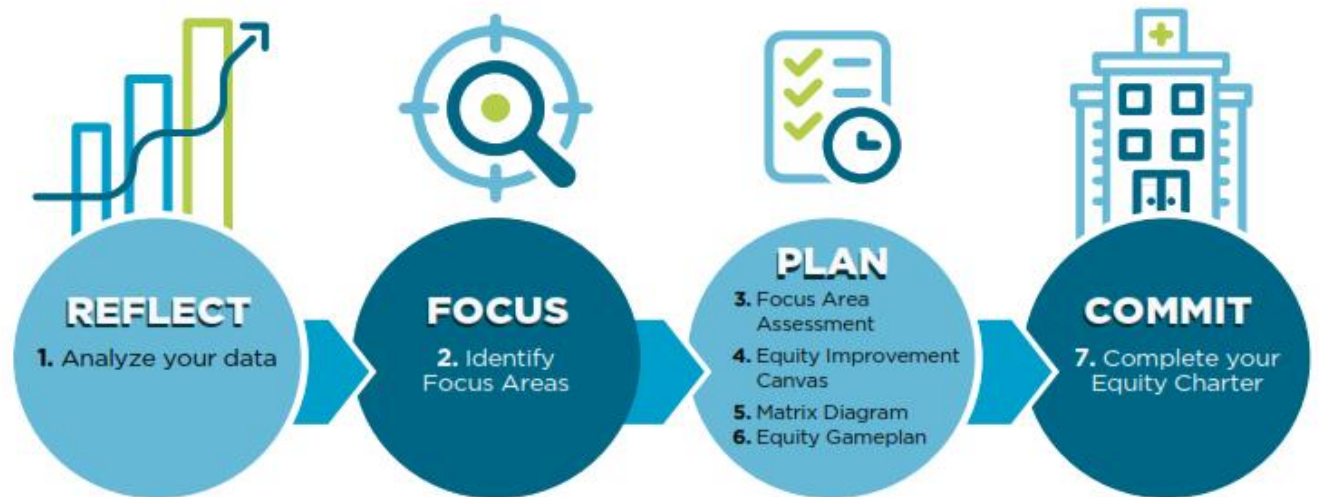 REFLECT
1. Analyze your data
FOCUS
2. Identify
Focus Areas
PLAN
3. Focus Area
Assessment
4. Equity Improvement
Canvas
5. Matrix Diagram
6. Equity Gameplan
COMMIT
7. Complete your
Equity Charter